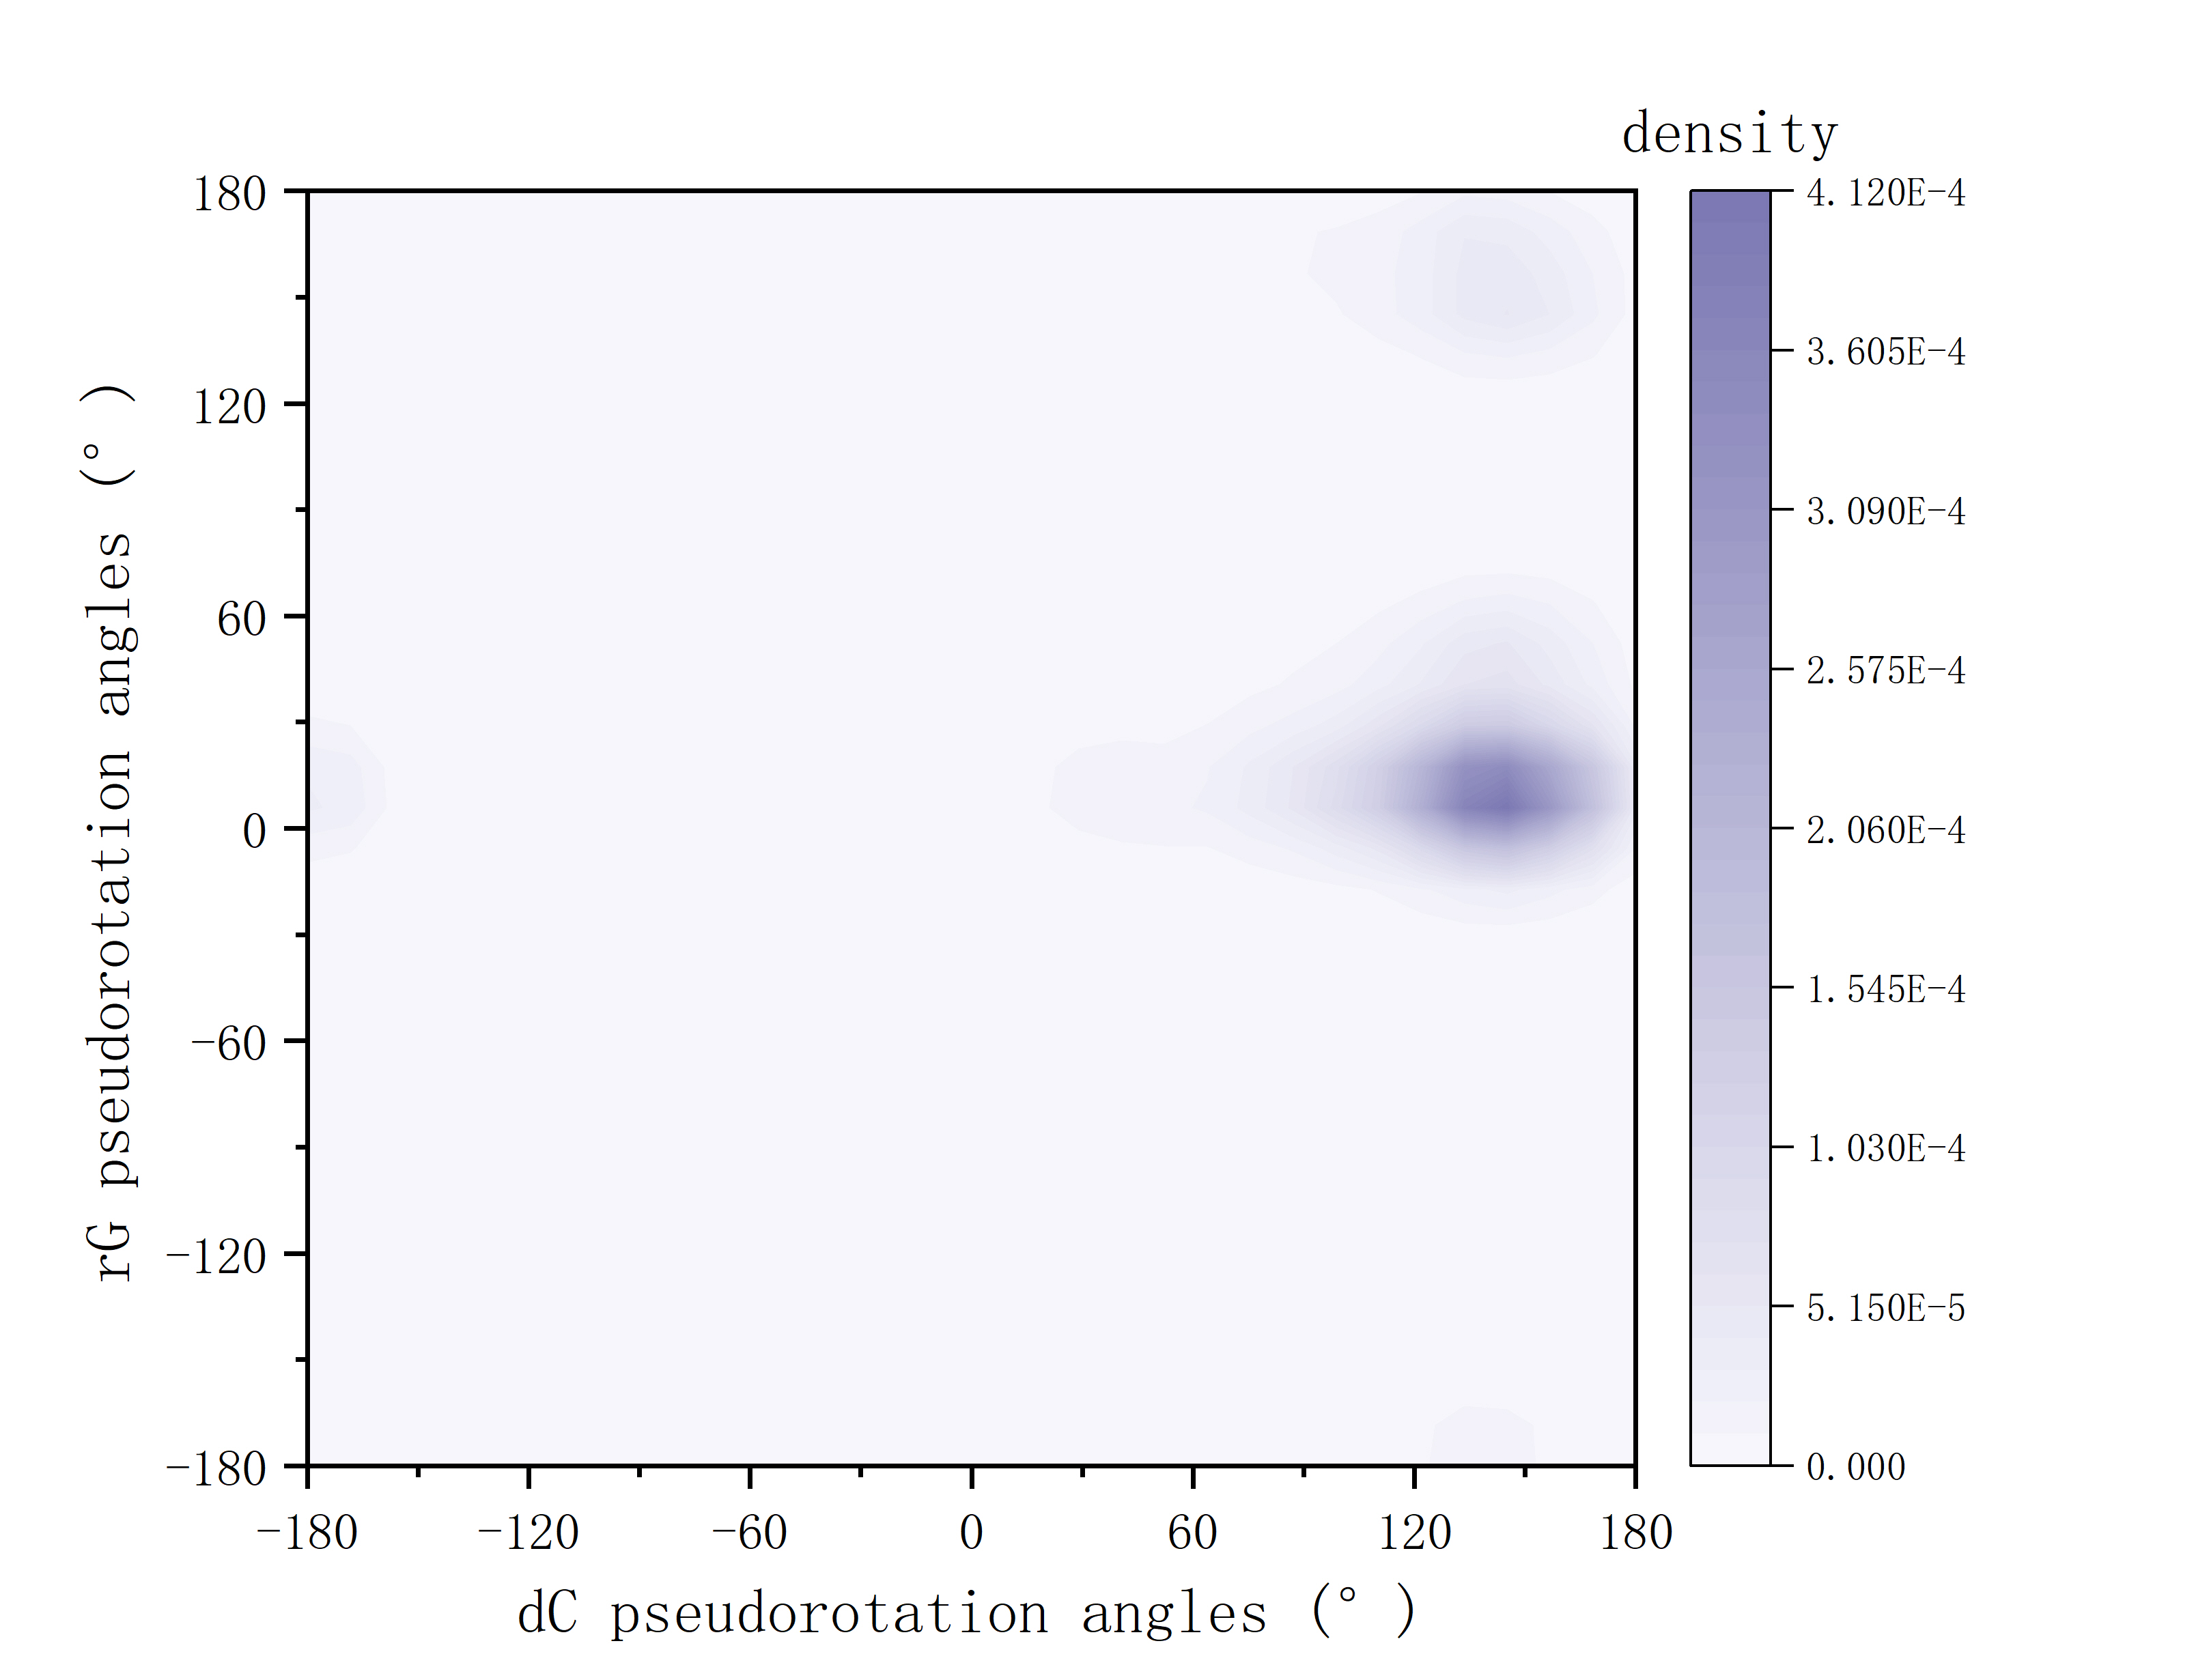 density
180
120
60
0
-60
-120
-180
rG pseudorotation angles (° )
-180
-120
-60
0
60
120
180
dC pseudorotation angles (° )
4.120E-4
3.605E-4
3.090E-4
2.575E-4
2.060E-4
1.545E-4
1.030E-4
5.150E-5
0.000